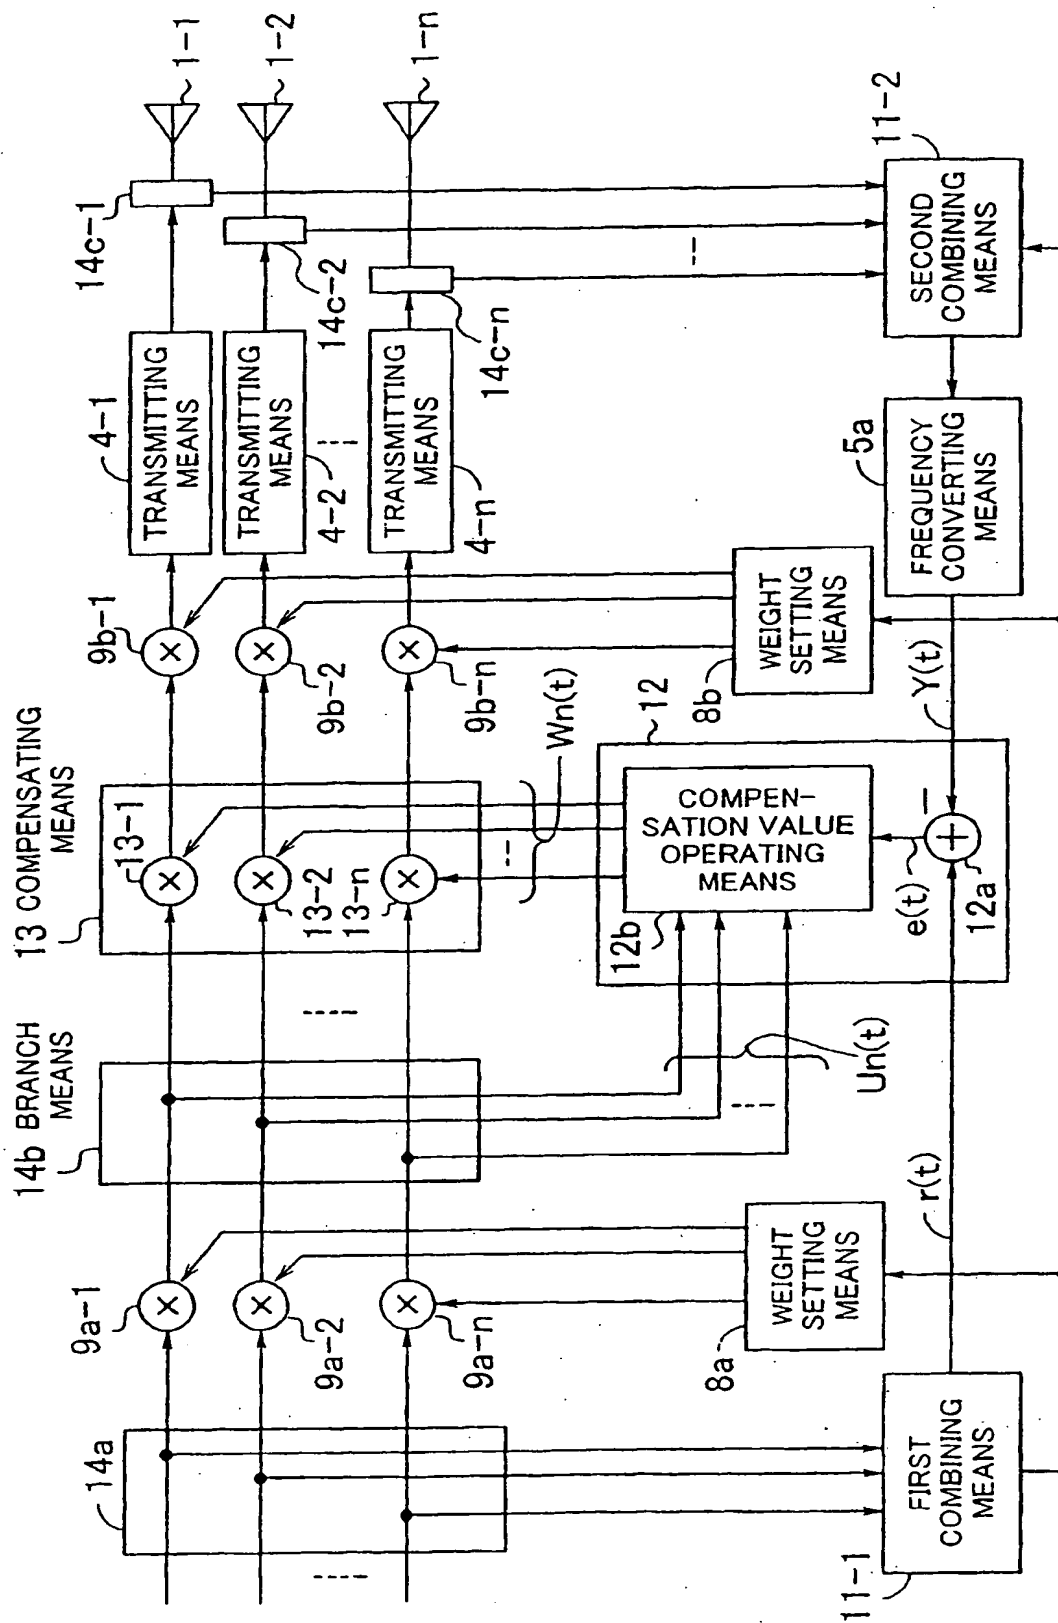 1-1
1-2
1-n
14c-1
14c-2
14c-n
11-2
SECOND
COMBINING
MEANS
4-1
TRANSMITTING
MEANS
TRANSMITTING
MEANS
4-2
TRANSMITTING
MEANS
4-n
5a
FREQUENCY
CONVERTING
MEANS
9b-1
9b-2
9b-n
WEIGHT
SETTING
MEANS
8b
Y(t)
13 COMPENSATING
MEANS
13-1
13-2
13-n
Wn(t)
12
COMPEN-
SATION VALUE
OPERATING
MEANS
12b
e(t)
12a
14b BRANCH
MEANS
Un(t)
r(t)
9a-1
9a-2
9a-n
WEIGHT
SETTING
MEANS
8a
14a
FIRST
COMBINING
MEANS
11-1